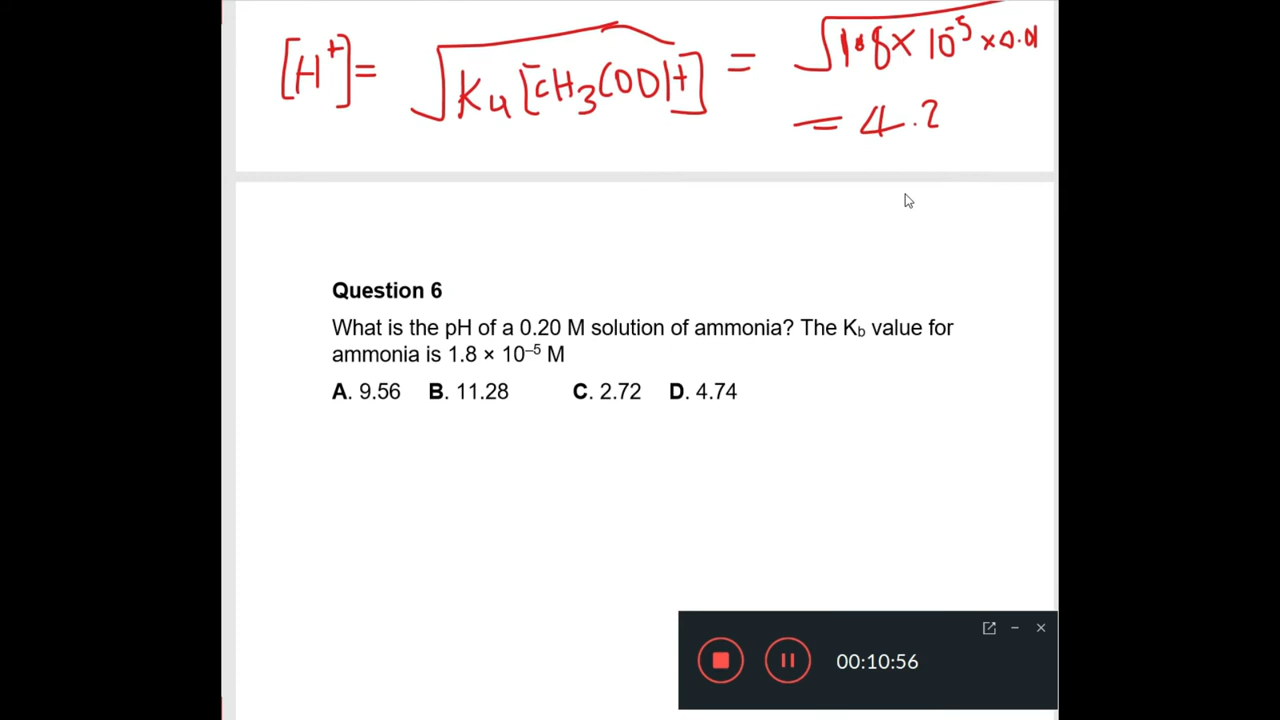 [H⁺] = √Ka [CH₃COOH] = √1.8 × 10⁻⁵ × 0.01
= 4.2
Question 6
What is the pH of a 0.20 M solution of ammonia? The Kb value for
ammonia is 1.8 × 10⁻⁵ M
A. 9.56 B. 11.28 C. 2.72 D. 4.74
00:10:56